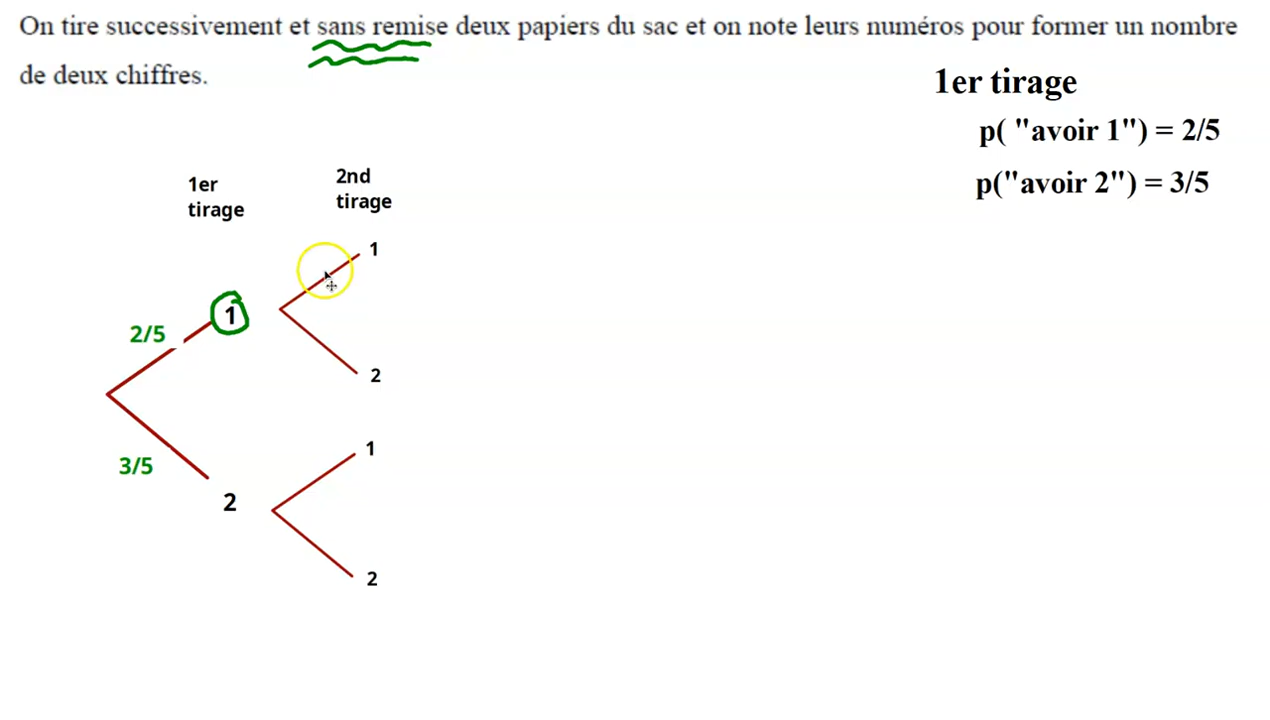 On tire successivement et sans remise deux papiers du sac et on note leurs numéros pour former un nombre
de deux chiffres.
1er tirage
p( "avoir 1") = 2/5
p("avoir 2") = 3/5
1er
tirage
2nd
tirage
1
2/5
1
2
3/5
2
1
2